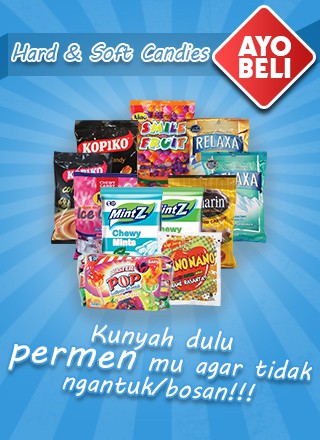 Hard & Soft Candies
AYO
BELI
KOPIKO
SMILE
FRUIT
RELAXA
KOPIKO
RELAXA
Ice
MintZ
MintZ
Chewy
Mints
Chewy
POP
NANO NANO
Kunyah dulu
permen mu agar tidak
ngantuk/bosan!!!